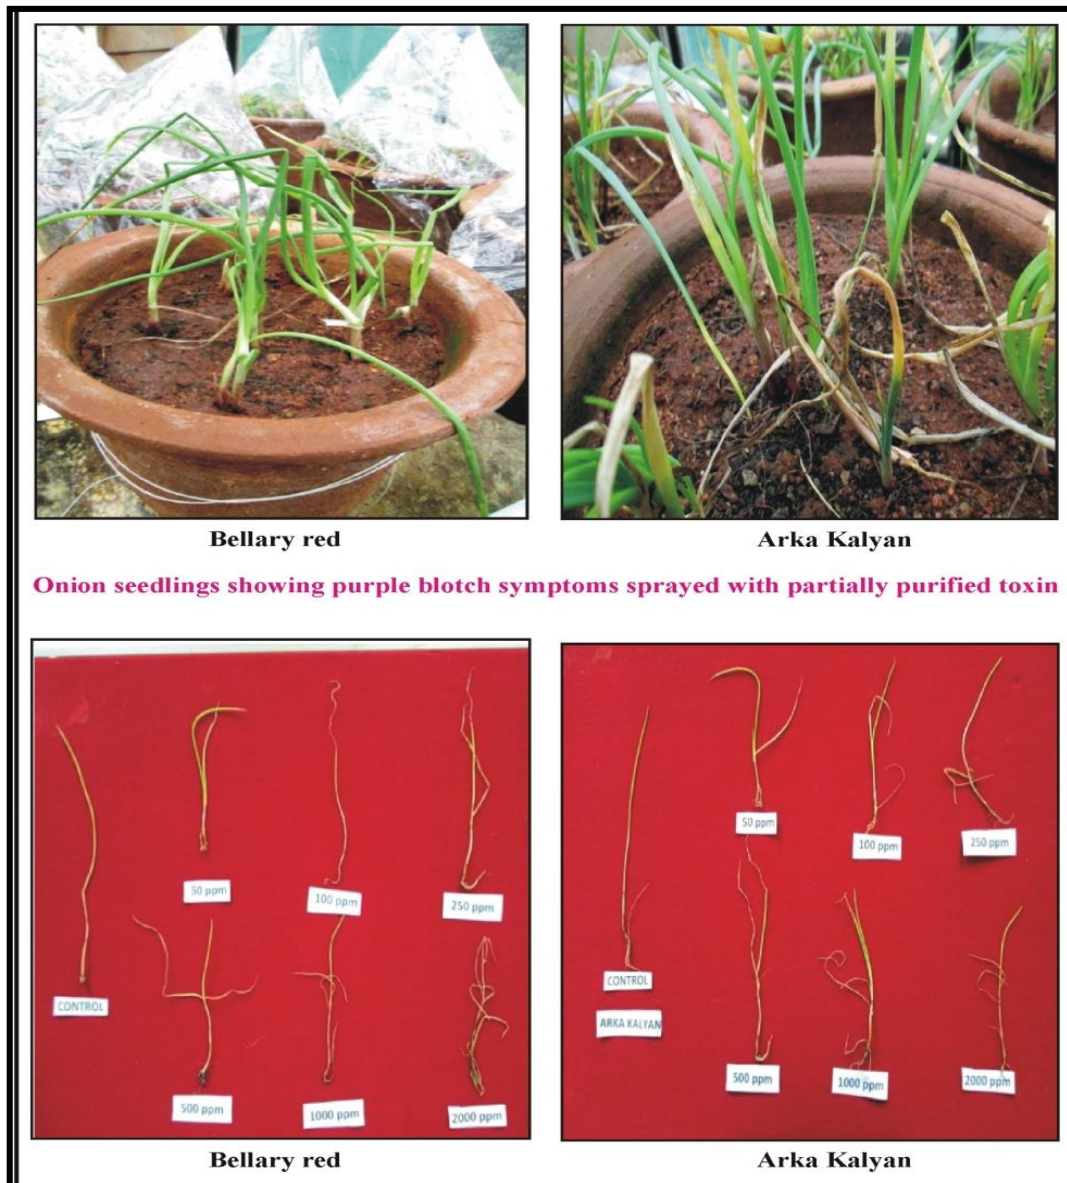 Bellary red
Arka Kalyan
Onion seedlings showing purple blotch symptoms sprayed with partially purified toxin
50 ppm
100 ppm
250 ppm
CONTROL
500 ppm
1000 ppm
2000 ppm
50 ppm
100 ppm
250 ppm
CONTROL
ARKA KALYAN
500 ppm
1000 ppm
2000 ppm
Bellary red
Arka Kalyan